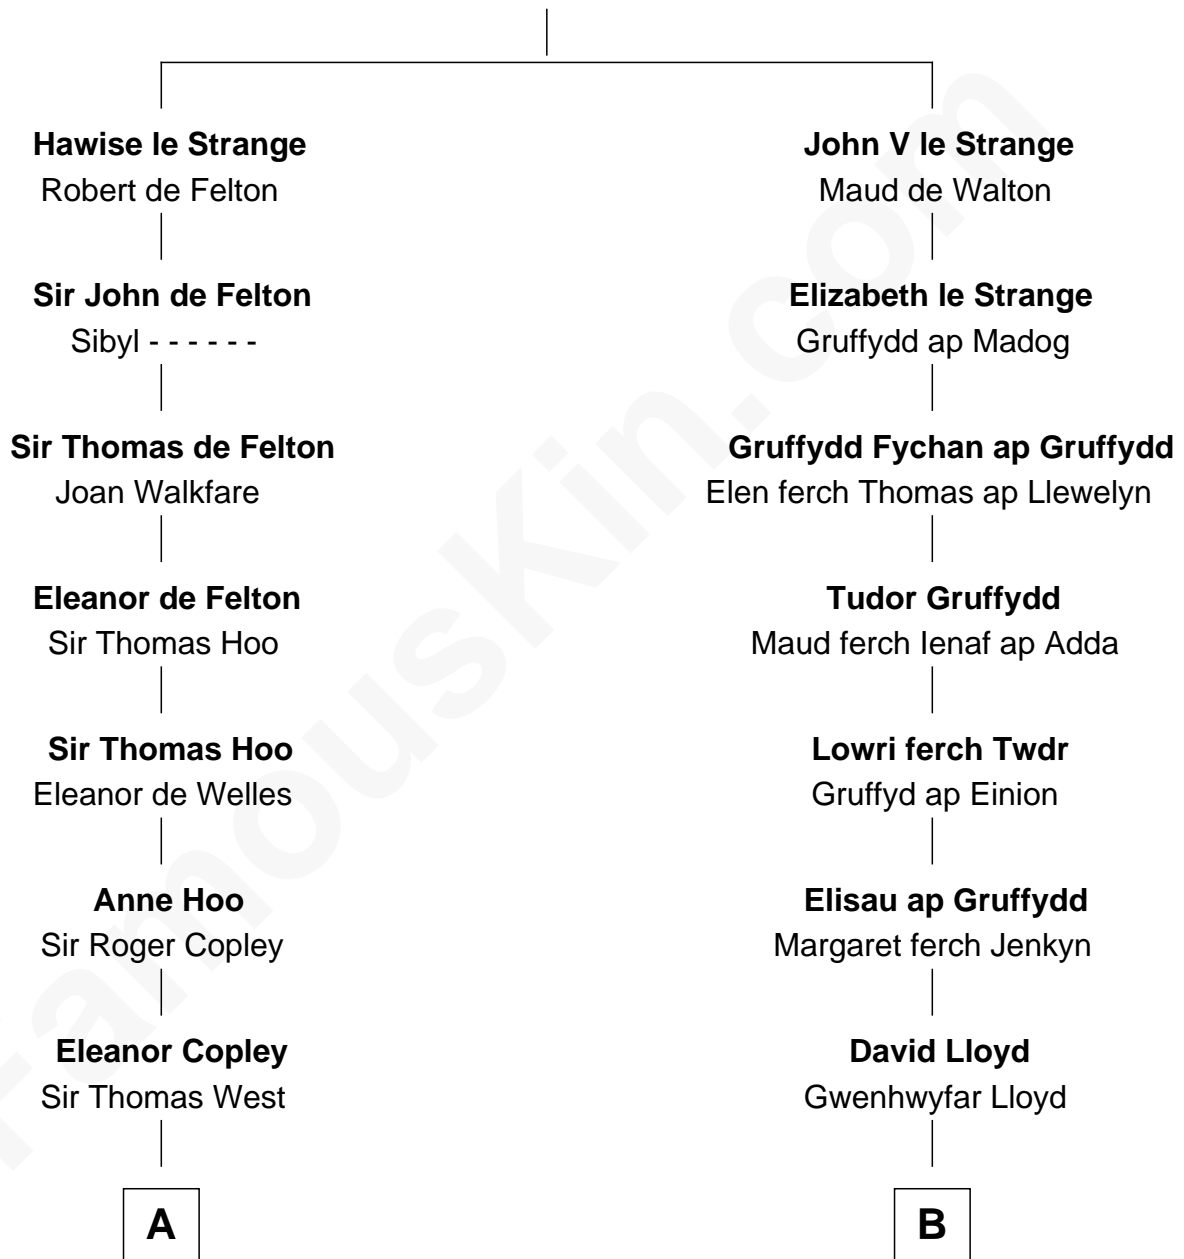 Hawise le Strange
Robert de Felton
Sir John de Felton
Sibyl - - - - - -
Sir Thomas de Felton
Joan Walkfare
Eleanor de Felton
Sir Thomas Hoo
Sir Thomas Hoo
Eleanor de Welles
Anne Hoo
Sir Roger Copley
Eleanor Copley
Sir Thomas West
A
John V le Strange
Maud de Walton
Elizabeth le Strange
Gruffydd ap Madog
Gruffydd Fychan ap Gruffydd
Elen ferch Thomas ap Llewelyn
Tudor Gruffydd
Maud ferch Ienaf ap Adda
Lowri ferch Twdr
Gruffyd ap Einion
Elisau ap Gruffydd
Margaret ferch Jenkyn
David Lloyd
Gwenhwyfar Lloyd
B
FamousKin.com